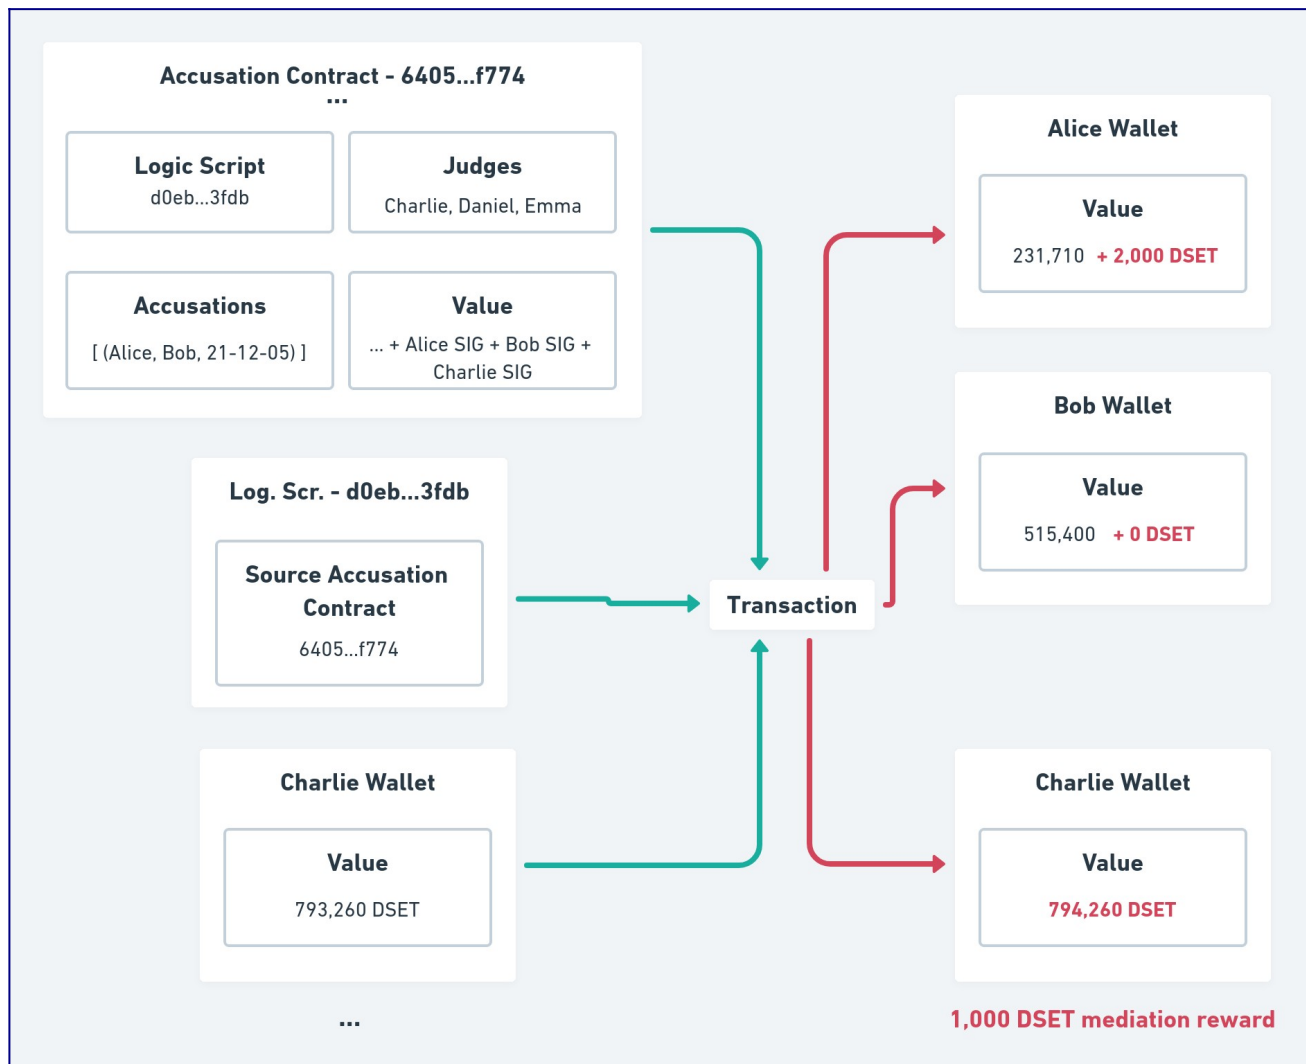 Accusation Contract - 6405...f774
...
Logic Script
d0eb...3fdb
Judges
Charlie, Daniel, Emma
Accusations
[ (Alice, Bob, 21-12-05) ]
Value
... + Alice SIG + Bob SIG +
Charlie SIG
Log. Scr. - d0eb...3fdb
Source Accusation
Contract
6405...f774
Charlie Wallet
Value
793,260 DSET
...
Transaction
Alice Wallet
Value
231,710 + 2,000 DSET
Bob Wallet
Value
515,400 + 0 DSET
Charlie Wallet
Value
794,260 DSET
1,000 DSET mediation reward